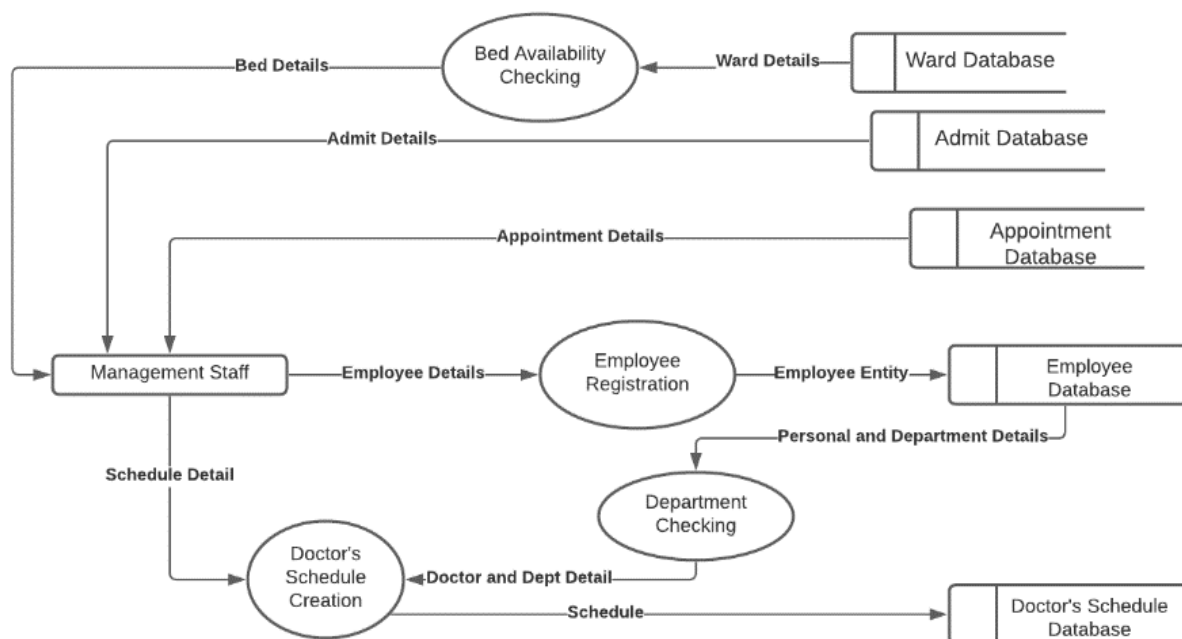 Bed Details
Bed Availability
Checking
Ward Details
Ward Database
Admit Details
Admit Database
Appointment Details
Appointment
Database
Management Staff
Employee Details
Employee
Registration
Employee Entity
Employee
Database
Personal and Department Details
Schedule Detail
Department
Checking
Doctor's
Schedule
Creation
Doctor and Dept Detail
Schedule
Doctor's Schedule
Database